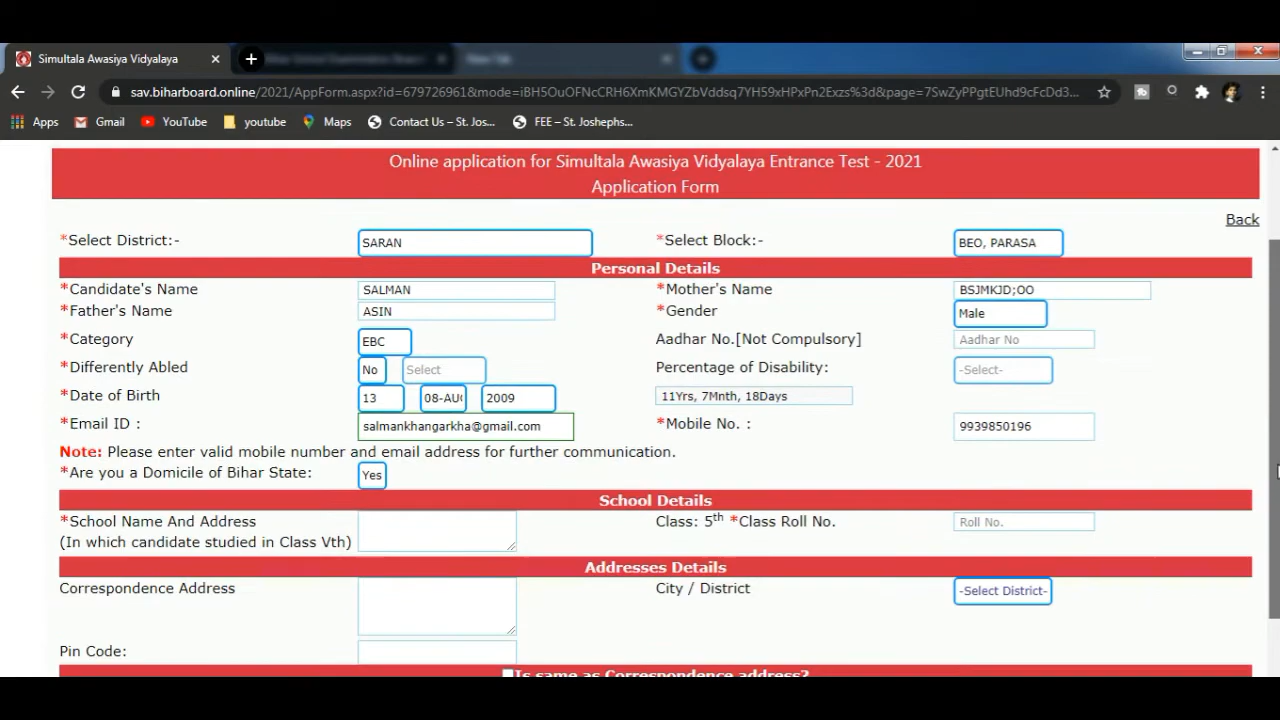 Simultala Awasiya Vidyalaya
sav.biharboard.online/2021/AppForm.aspx?id=679726961&mode=iBH5OuOFNcCRH6XmKMGYZbVddsq7YH59xHPxPn2Exzs%3d&page=7SwZyPPgtEUhd9cFcDd3...
Apps Gmail YouTube youtube Maps Contact Us – St. Jos... FEE – St. Joshephs...
Online application for Simultala Awasiya Vidyalaya Entrance Test - 2021
Application Form
Back
*Select District:- SARAN *Select Block:- BEO, PARASA
Personal Details
*Candidate's Name SALMAN *Mother's Name BSJMKJD;OO
*Father's Name ASIN *Gender Male
*Category EBC Aadhar No.[Not Compulsory] Aadhar No
*Differently Abled No Select Percentage of Disability: -Select-
*Date of Birth 13 08-AU 2009 11Yrs, 7Mnth, 18Days
*Email ID : salmankhangarkha@gmail.com *Mobile No. : 9939850196
Note: Please enter valid mobile number and email address for further communication.
*Are you a Domicile of Bihar State: Yes
School Details
*School Name And Address Class: 5th *Class Roll No. Roll No.
(In which candidate studied in Class Vth)
Addresses Details
Correspondence Address City / District -Select District-
Pin Code:
Is same as Correspondence address?